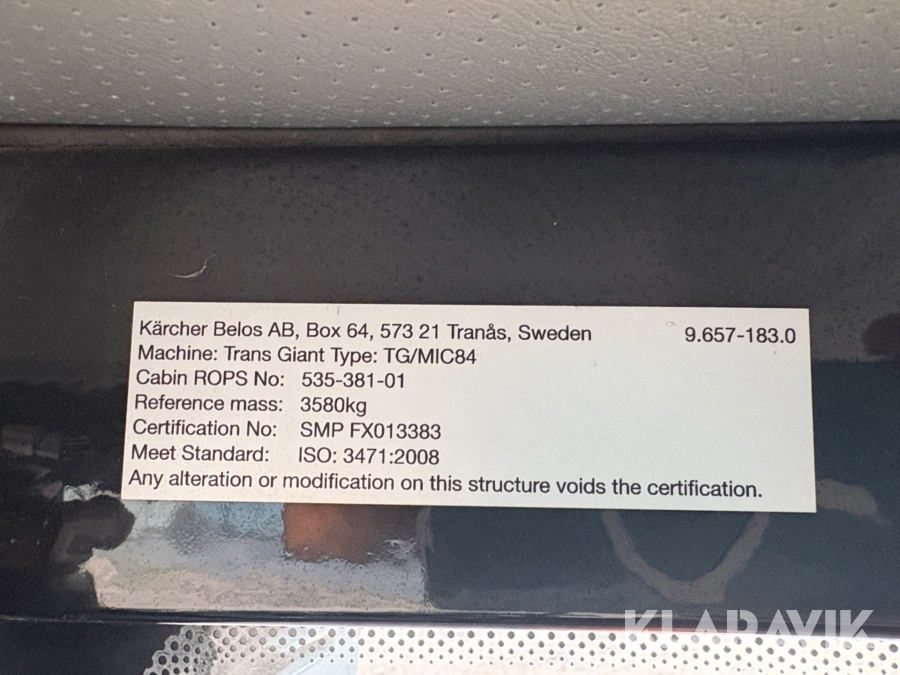 Kärcher Belos AB, Box 64, 573 21 Tranås, Sweden 9.657-183.0
Machine: Trans Giant Type: TG/MIC84
Cabin ROPS No: 535-381-01
Reference mass: 3580kg
Certification No: SMP FX013383
Meet Standard: ISO: 3471:2008
Any alteration or modification on this structure voids the certification.
KLARAVIK